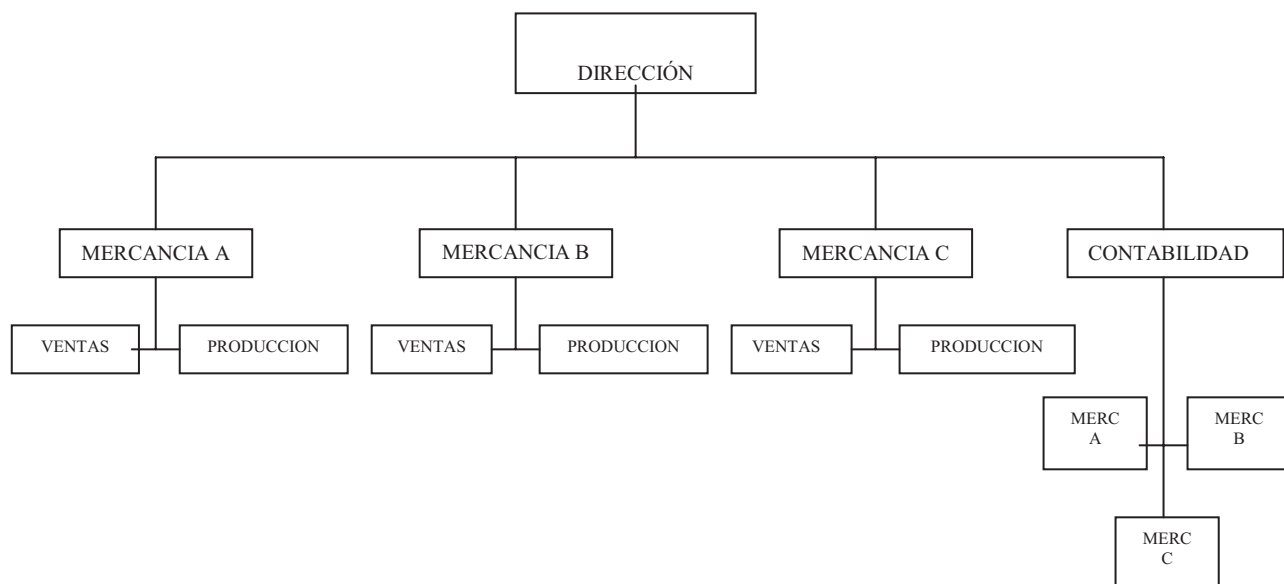 DIRECCIÓN
MERCANCIA A
MERCANCIA B
MERCANCIA C
CONTABILIDAD
VENTAS
PRODUCCION
VENTAS
PRODUCCION
VENTAS
PRODUCCION
MERC
A
MERC
B
MERC
C